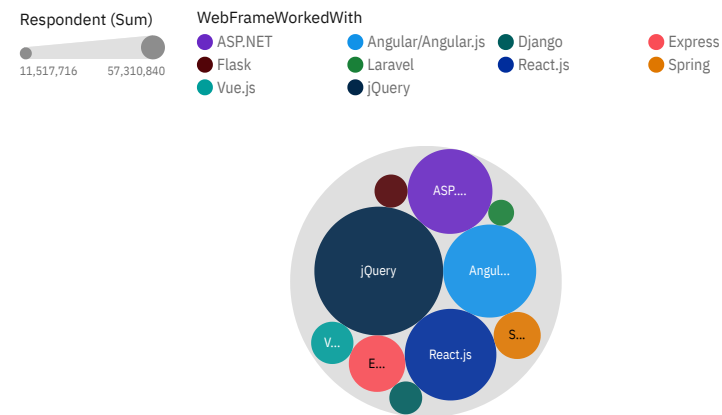 Respondent (Sum)
11,517,716 57,310,840
WebFrameWorkedWith
ASP.NET Angular/Angular.js Django Express
Flask Laravel React.js Spring
Vue.js jQuery
ASP....
jQuery Angul...
V... E... React.js S...